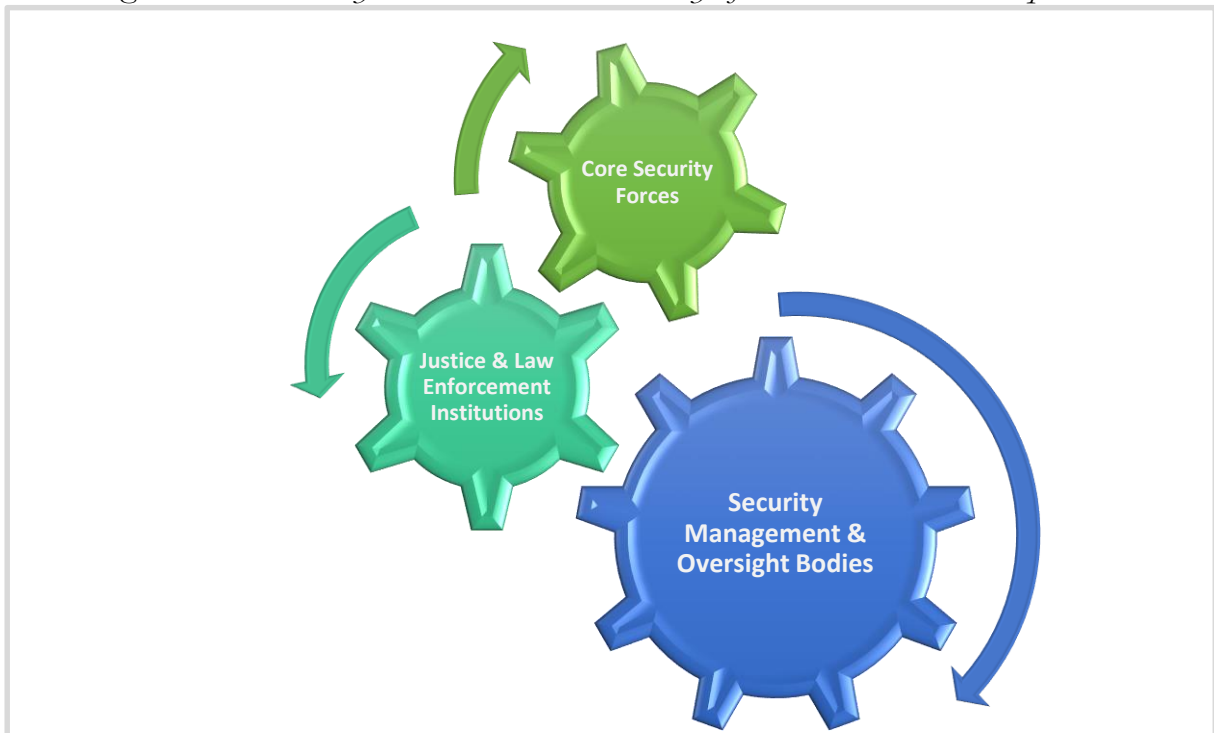 Core Security
Forces
Justice & Law
Enforcement
Institutions
Security
Management &
Oversight Bodies